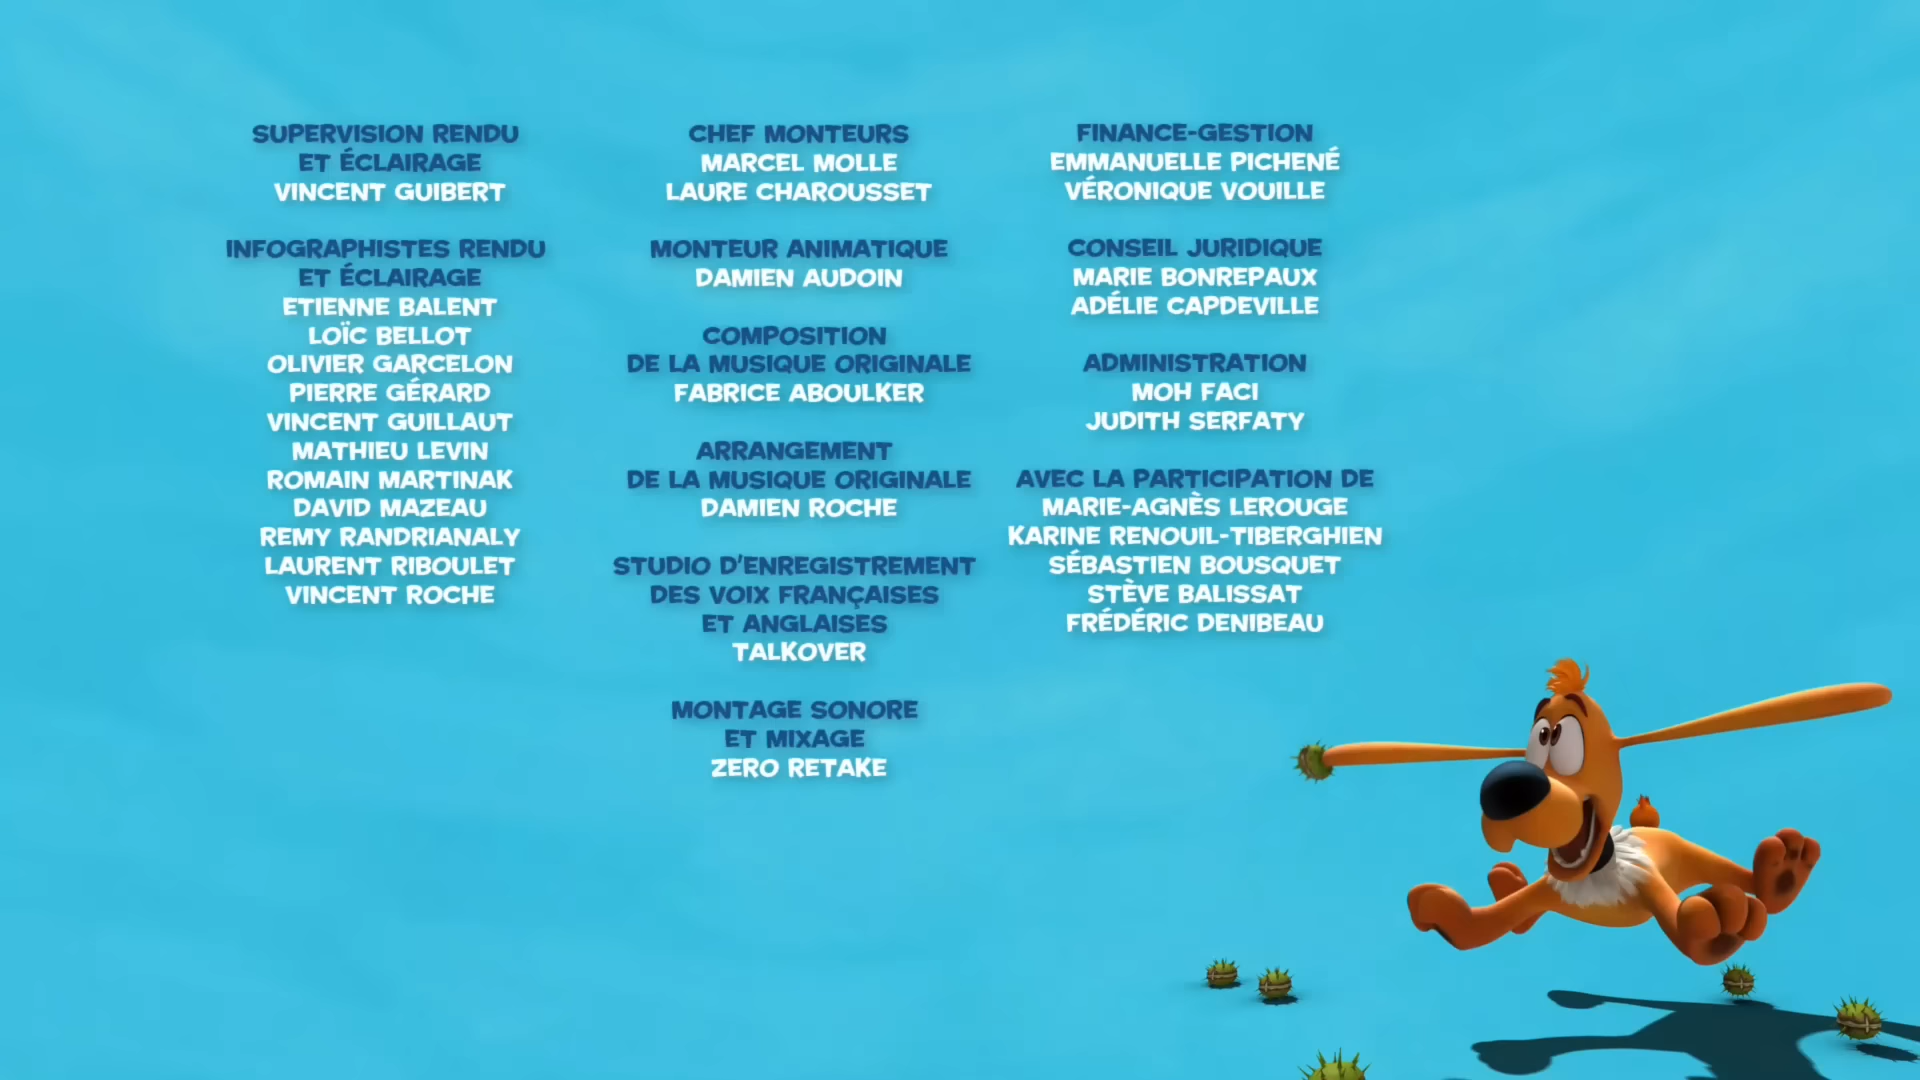 SUPERVISION RENDU
ET ÉCLAIRAGE
VINCENT GUIBERT
INFOGRAPHISTES RENDU
ET ÉCLAIRAGE
ETIENNE BALENT
LOÏC BELLOT
OLIVIER GARCELON
PIERRE GÉRARD
VINCENT GUILLAUT
MATHIEU LEVIN
ROMAIN MARTINAK
DAVID MAZEAU
REMY RANDRIANALY
LAURENT RIBOULET
VINCENT ROCHE
CHEF MONTEURS
MARCEL MOLLE
LAURE CHAROUSSET
MONTEUR ANIMATIQUE
DAMIEN AUDOIN
COMPOSITION
DE LA MUSIQUE ORIGINALE
FABRICE ABOULKER
ARRANGEMENT
DE LA MUSIQUE ORIGINALE
DAMIEN ROCHE
STUDIO D'ENREGISTREMENT
DES VOIX FRANÇAISES
ET ANGLAISES
TALKOVER
MONTAGE SONORE
ET MIXAGE
ZERO RETAKE
FINANCE-GESTION
EMMANUELLE PICHENÉ
VÉRONIQUE VOUILLE
CONSEIL JURIDIQUE
MARIE BONREPAUX
ADÉLIE CAPDEVILLE
ADMINISTRATION
MOH FACI
JUDITH SERFATY
AVEC LA PARTICIPATION DE
MARIE-AGNÈS LEROUGE
KARINE RENOUIL-TIBERGHIEN
SÉBASTIEN BOUSQUET
STÈVE BALISSAT
FRÉDÉRIC DENIBEAU